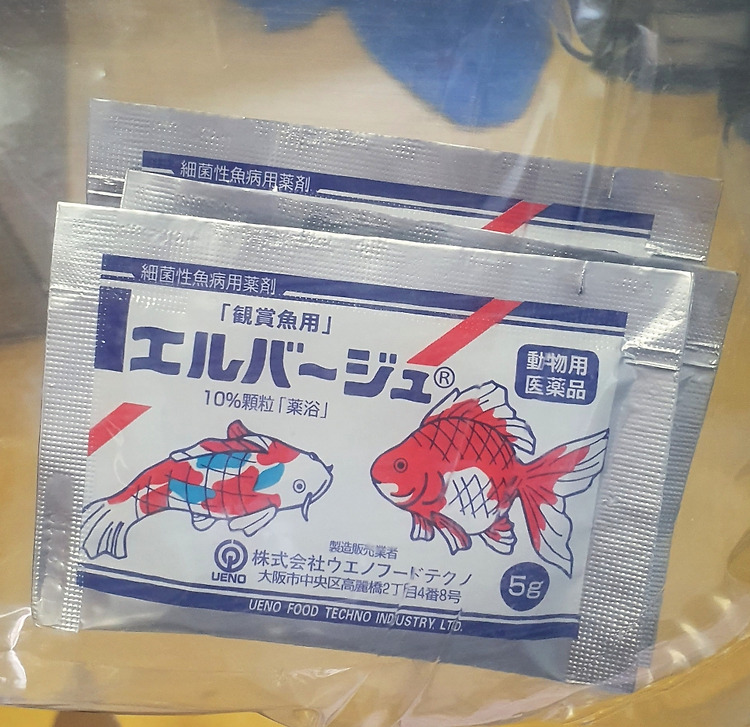 細菌性魚病用薬剤
細菌性魚病用薬剤
「観賞魚用」
エルバージュ®
10%顆粒「薬浴」
動物用
医薬品
製造販売業者
UENO
株式会社ウエノフードテクノ
大阪市中央区高麗橋2丁目4番8号
5g
UENO FOOD TECHNO INDUSTRY, LTD.